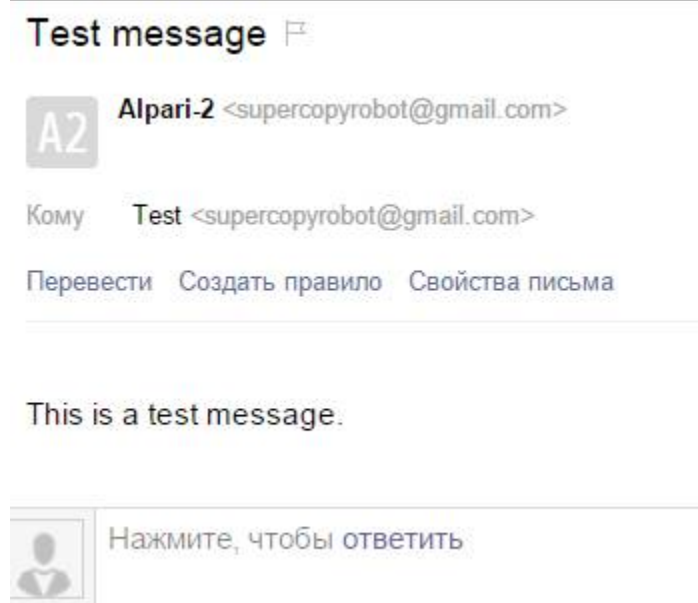 Test message
A2
Alpari-2 <supercopyrobot@gmail.com>
Кому Test <supercopyrobot@gmail.com>
Перевести Создать правило Свойства письма
This is a test message.
Нажмите, чтобы ответить